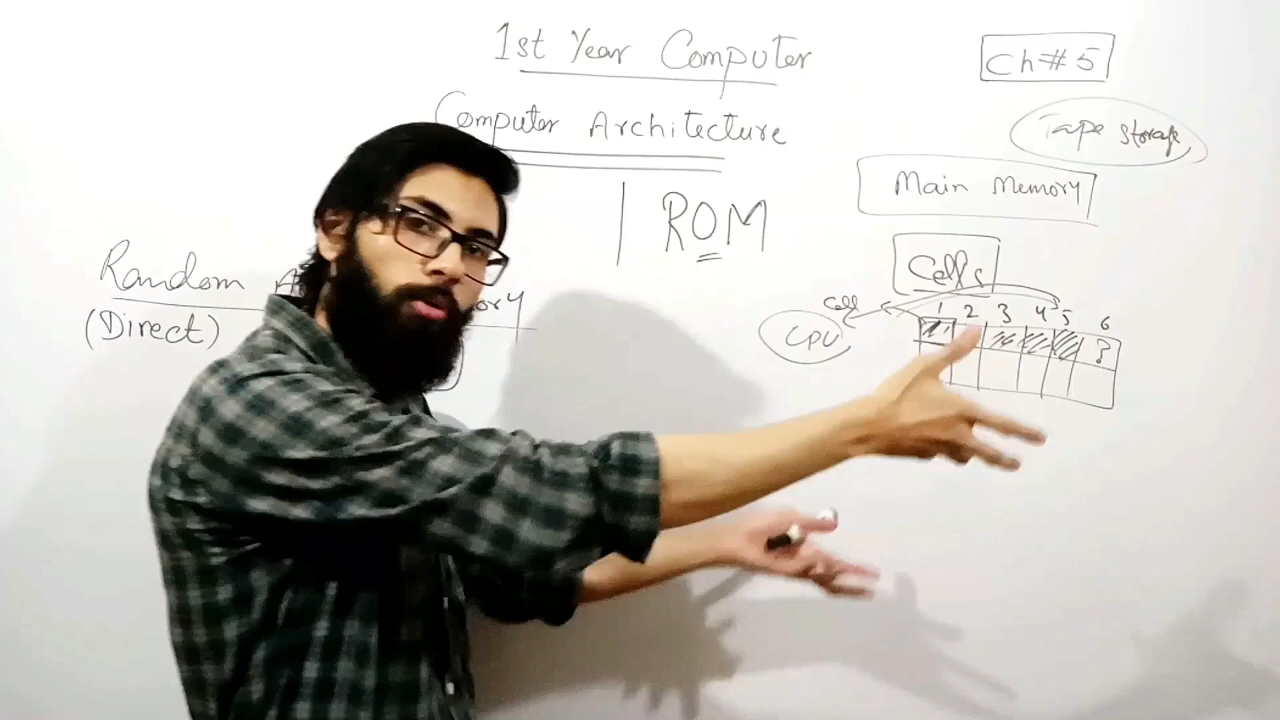 1st Year Computer
Ch # 5
Computer Architecture
Tape Storage
Main Memory
ROM
Cells
Random
(Direct)
Cell
1 2 3 4 5 6
CPU
?